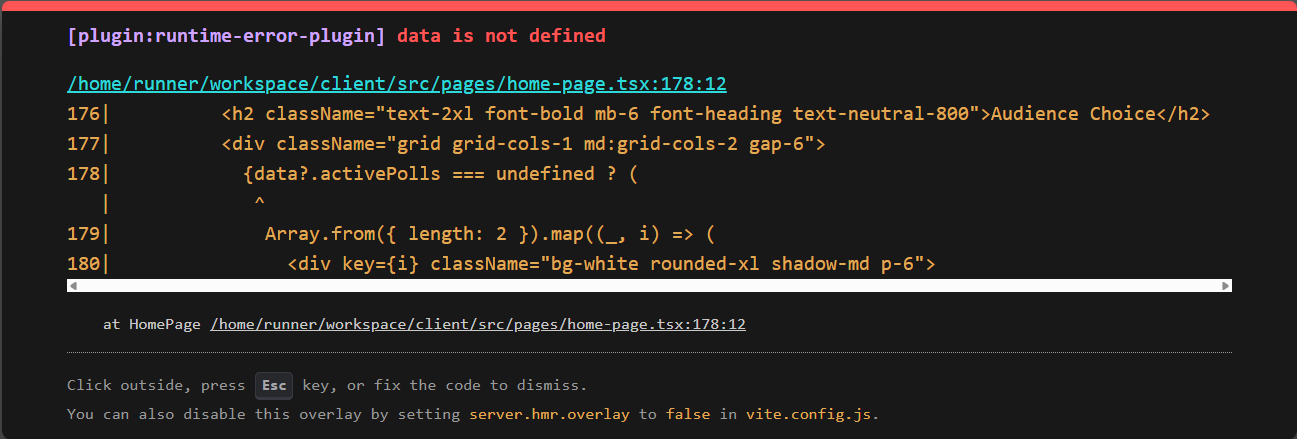 [plugin:runtime-error-plugin] data is not defined
/home/runner/workspace/client/src/pages/home-page.tsx:178:12
176|          <h2 className="text-2xl font-bold mb-6 font-heading text-neutral-800">Audience Choice</h2>
177|          <div className="grid grid-cols-1 md:grid-cols-2 gap-6">
178|            {data?.activePolls === undefined ? (
   |             ^
179|              Array.from({ length: 2 }).map((_, i) => (
180|                <div key={i} className="bg-white rounded-xl shadow-md p-6">
at HomePage /home/runner/workspace/client/src/pages/home-page.tsx:178:12
Click outside, press Esc key, or fix the code to dismiss.
You can also disable this overlay by setting server.hmr.overlay to false in vite.config.js.